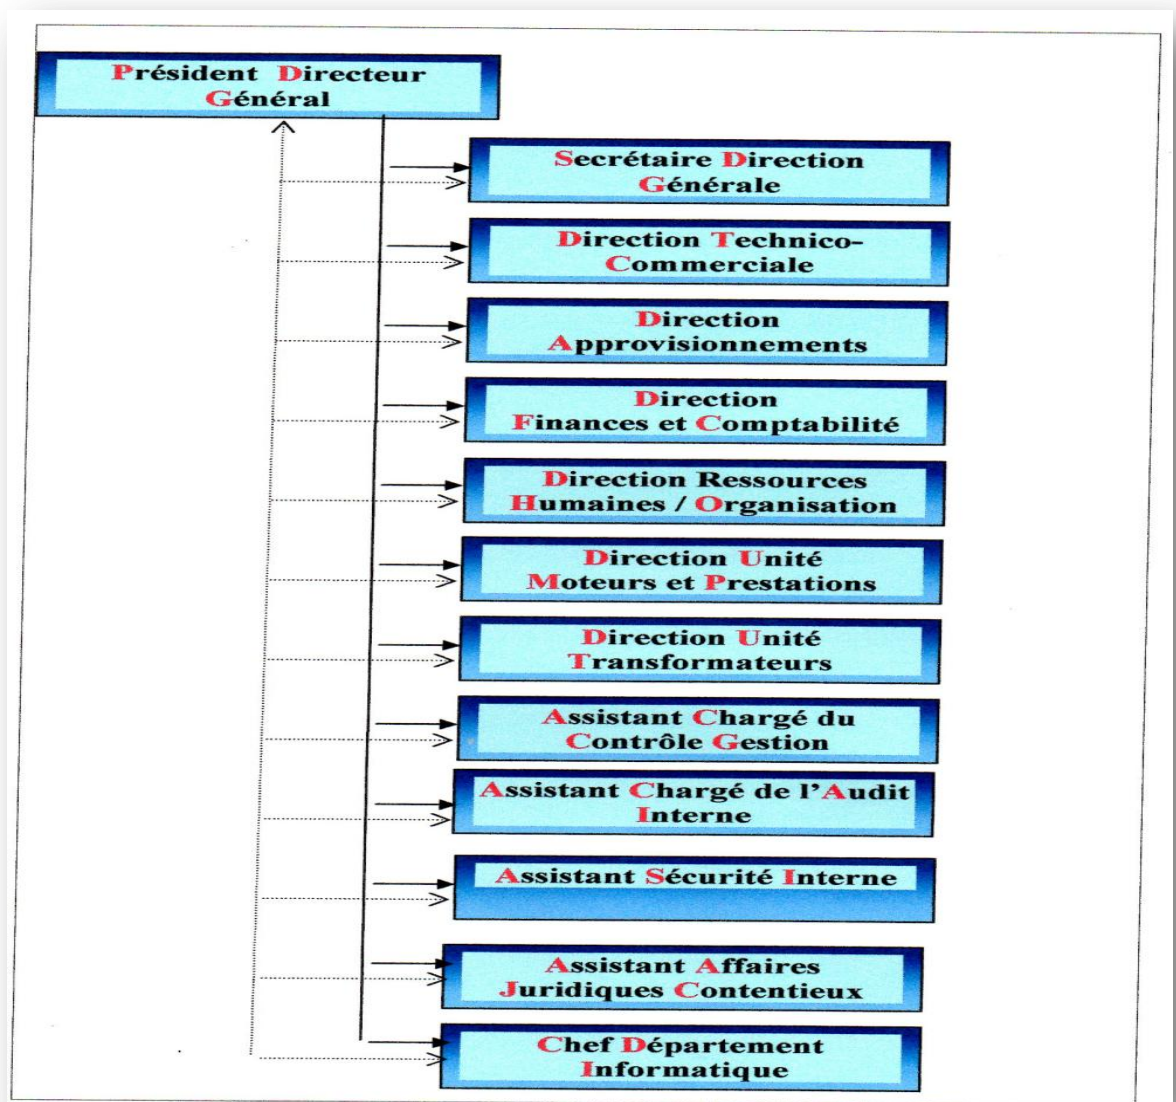 Président Directeur
Général
Secrétaire Direction
Générale
Direction Technico-
Commerciale
Direction
Approvisionnements
Direction
Finances et Comptabilité
Direction Ressources
Humaines / Organisation
Direction Unité
Moteurs et Prestations
Direction Unité
Transformateurs
Assistant Chargé du
Contrôle Gestion
Assistant Chargé de l'Audit
Interne
Assistant Sécurité Interne
Assistant Affaires
Juridiques Contentieux
Chef Département
Informatique